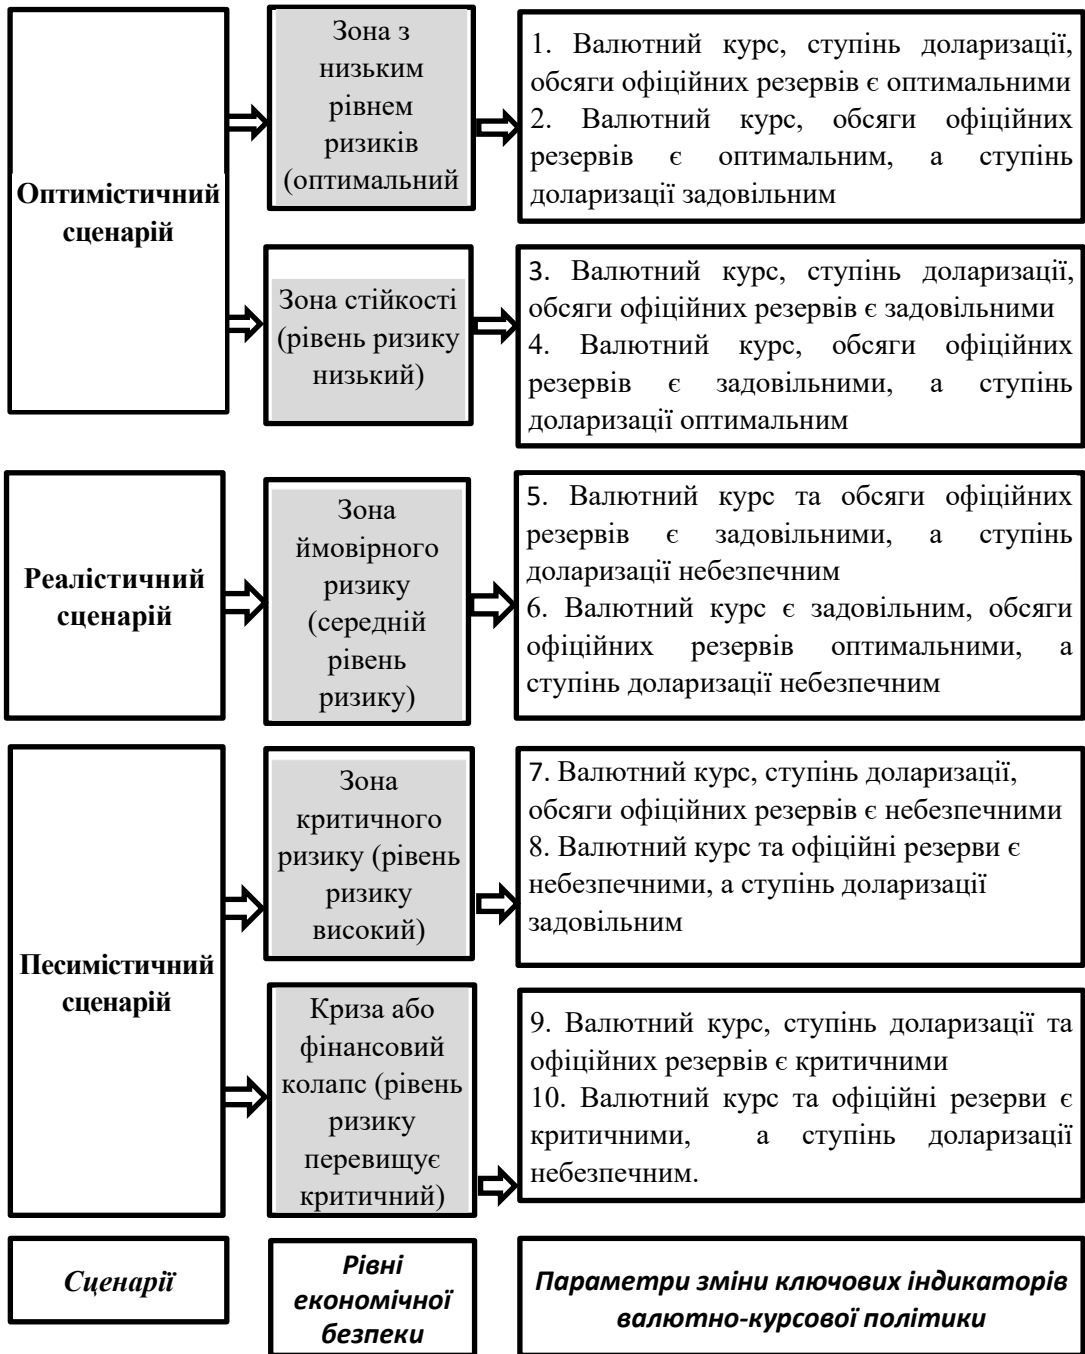 Оптимістичний
сценарій
Зона з
низьким
рівнем
ризиків
(оптимальний
1. Валютний курс, ступінь доларизації,
обсяги офіційних резервів є оптимальними
2. Валютний курс, обсяги офіційних
резервів є оптимальним, а ступінь
доларизації задовільним
Зона стійкості
(рівень ризику
низький)
3. Валютний курс, ступінь доларизації,
обсяги офіційних резервів є задовільними
4. Валютний курс, обсяги офіційних
резервів є задовільними, а ступінь
доларизації оптимальним
Реалістичний
сценарій
Зона
ймовірного
ризику
(середній
рівень
ризику)
5. Валютний курс та обсяги офіційних
резервів є задовільними, а ступінь
доларизації небезпечним
6. Валютний курс є задовільним, обсяги
офіційних резервів оптимальними, а
ступінь доларизації небезпечним
Песимістичний
сценарій
Зона
критичного
ризику (рівень
ризику
високий)
7. Валютний курс, ступінь доларизації,
обсяги офіційних резервів є небезпечними
8. Валютний курс та офіційні резерви є
небезпечними, а ступінь доларизації
задовільним
Криза або
фінансовий
колапс (рівень
ризику
перевищує
критичний)
9. Валютний курс, ступінь доларизації та
офіційних резервів є критичними
10. Валютний курс та офіційні резерви є
критичними, а ступінь доларизації
небезпечним.
Сценарії
Рівні
економічної
безпеки
Параметри зміни ключових індикаторів
валютно-курсової політики